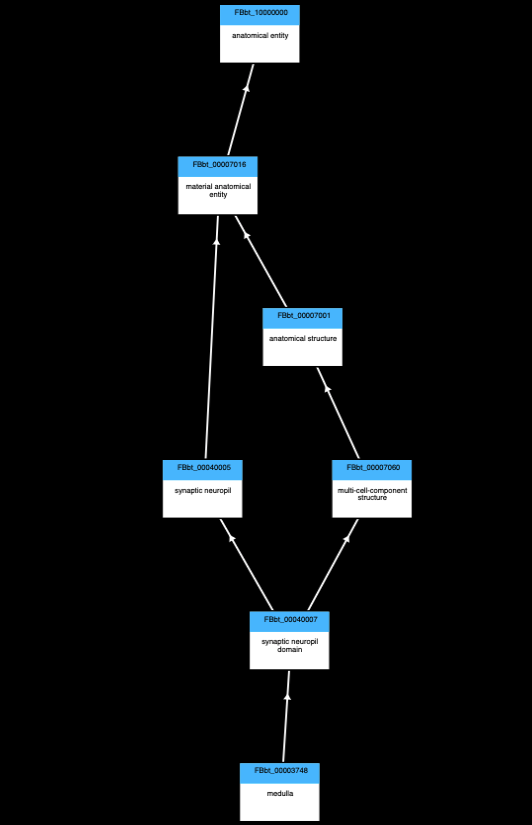 FBbt_10000000
anatomical entity
FBbt_00007016
material anatomical
entity
FBbt_00007001
anatomical structure
FBbt_00040005
synaptic neuropil
FBbt_00007060
multi-cell-component
structure
FBbt_00040007
synaptic neuropil
domain
FBbt_00003748
medulla